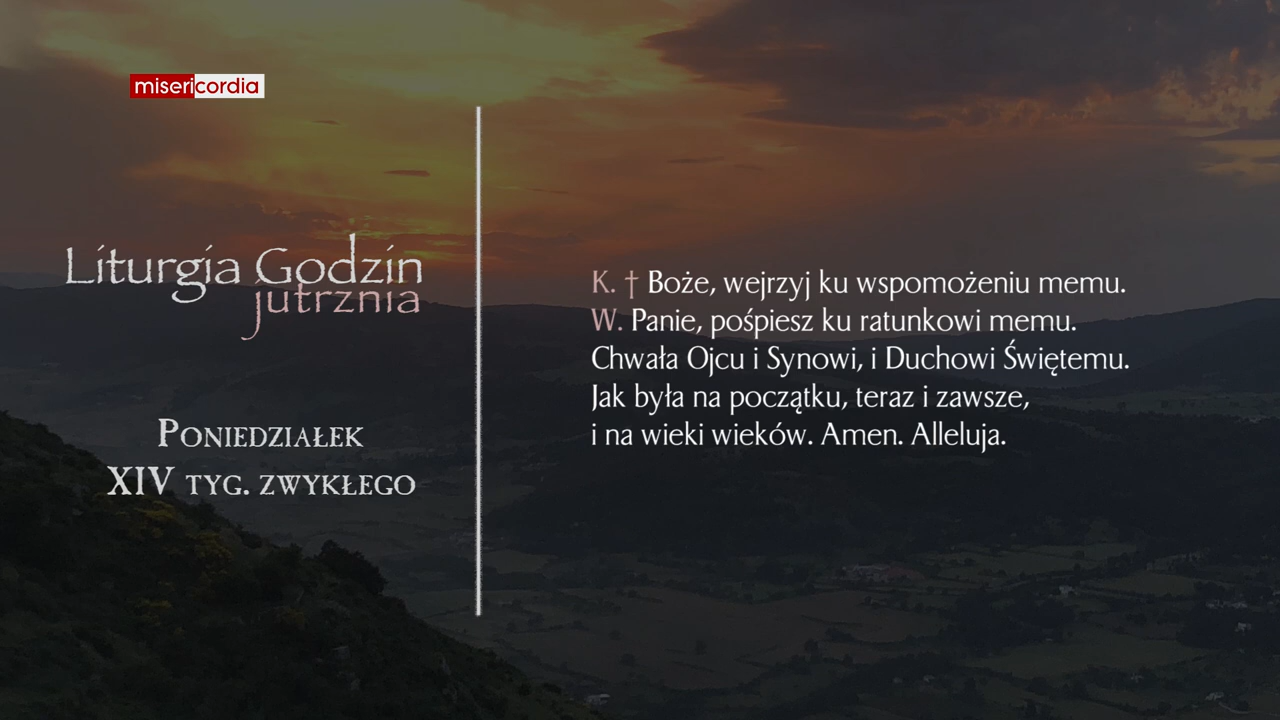 misericordia
Liturgia Godzin
jutrznia
Poniedziałek
XIV tyg. zwykłego
K. † Boże, wejrzyj ku wspomożeniu memu.
W. Panie, pośpiesz ku ratunkowi memu.
Chwała Ojcu i Synowi, i Duchowi Świętemu.
Jak była na początku, teraz i zawsze,
i na wieki wieków. Amen. Alleluja.